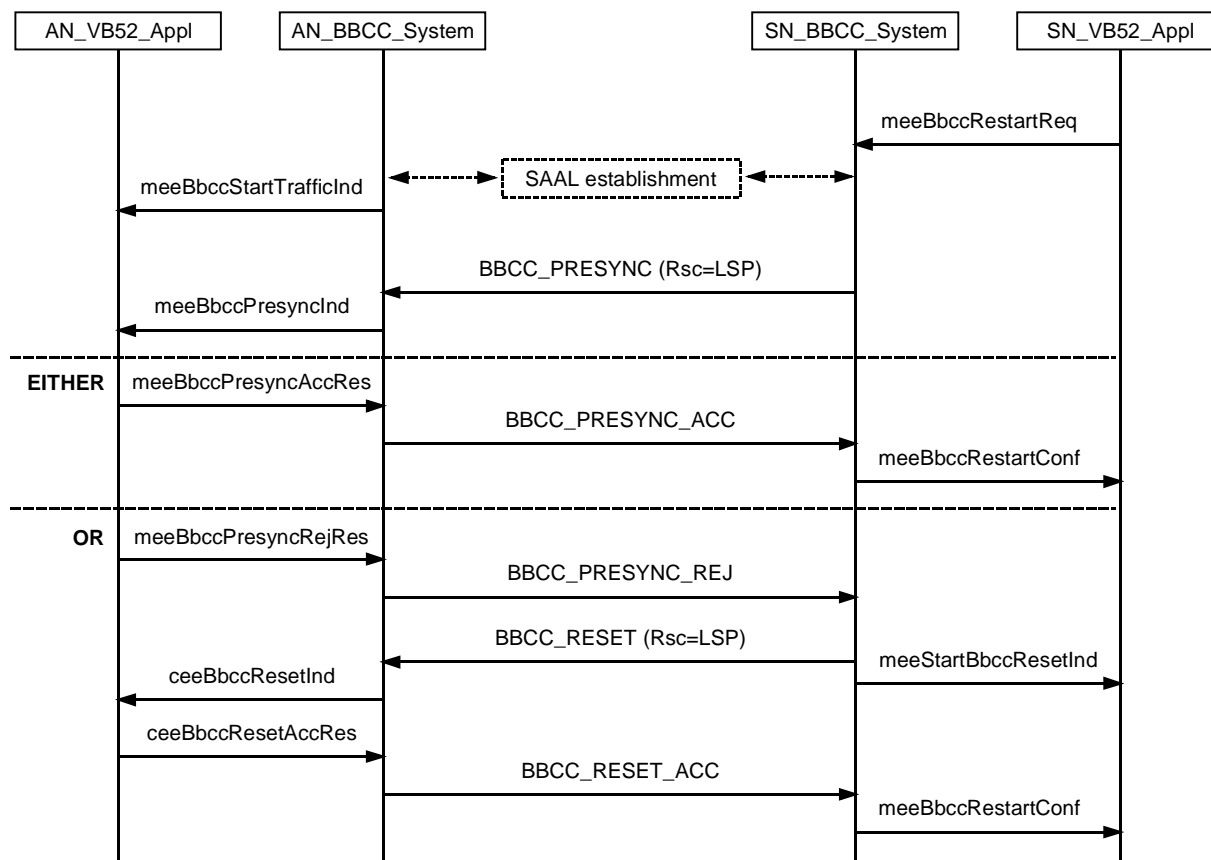 AN_VB52_Appl
AN_BBCC_System
SN_BBCC_System
SN_VB52_Appl
meeBbccRestartReq
SAAL establishment
meeBbccStartTrafficInd
BBCC_PRESYNC (Rsc=LSP)
meeBbccPresyncInd
EITHER
meeBbccPresyncAccRes
BBCC_PRESYNC_ACC
meeBbccRestartConf
OR
meeBbccPresyncRejRes
BBCC_PRESYNC_REJ
BBCC_RESET (Rsc=LSP)
meeStartBbccResetInd
ceeBbccResetInd
ceeBbccResetAccRes
BBCC_RESET_ACC
meeBbccRestartConf